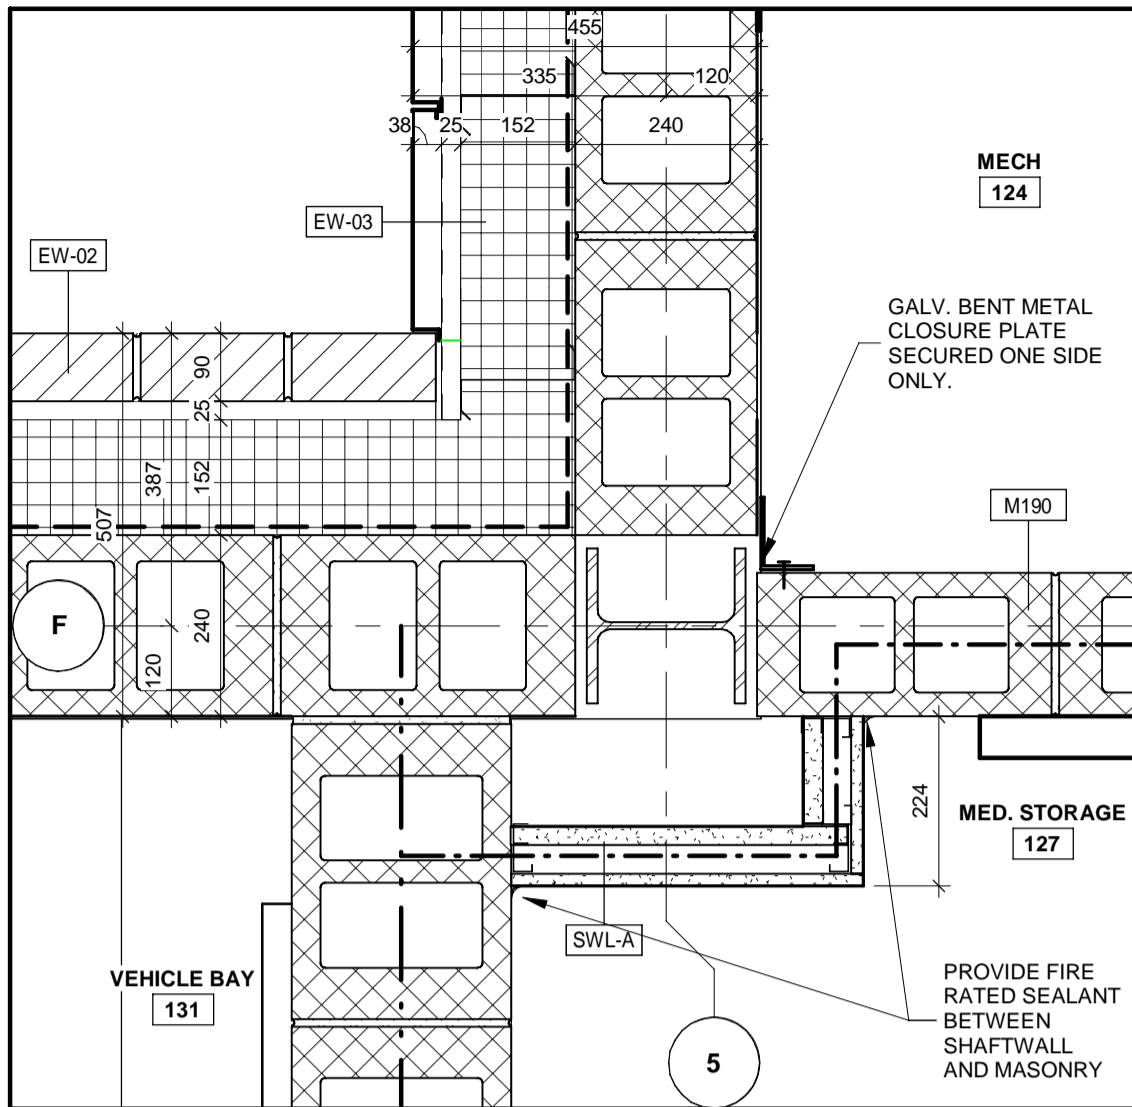 455
335
120
38
25
152
240
MECH
124
EW-03
EW-02
GALV. BENT METAL
CLOSURE PLATE
SECURED ONE SIDE
ONLY.
90
25
152
387
507
M190
F
240
120
224
MED. STORAGE
127
SWL-A
VEHICLE BAY
131
PROVIDE FIRE
RATED SEALANT
BETWEEN
SHAFTWALL
AND MASONRY
5